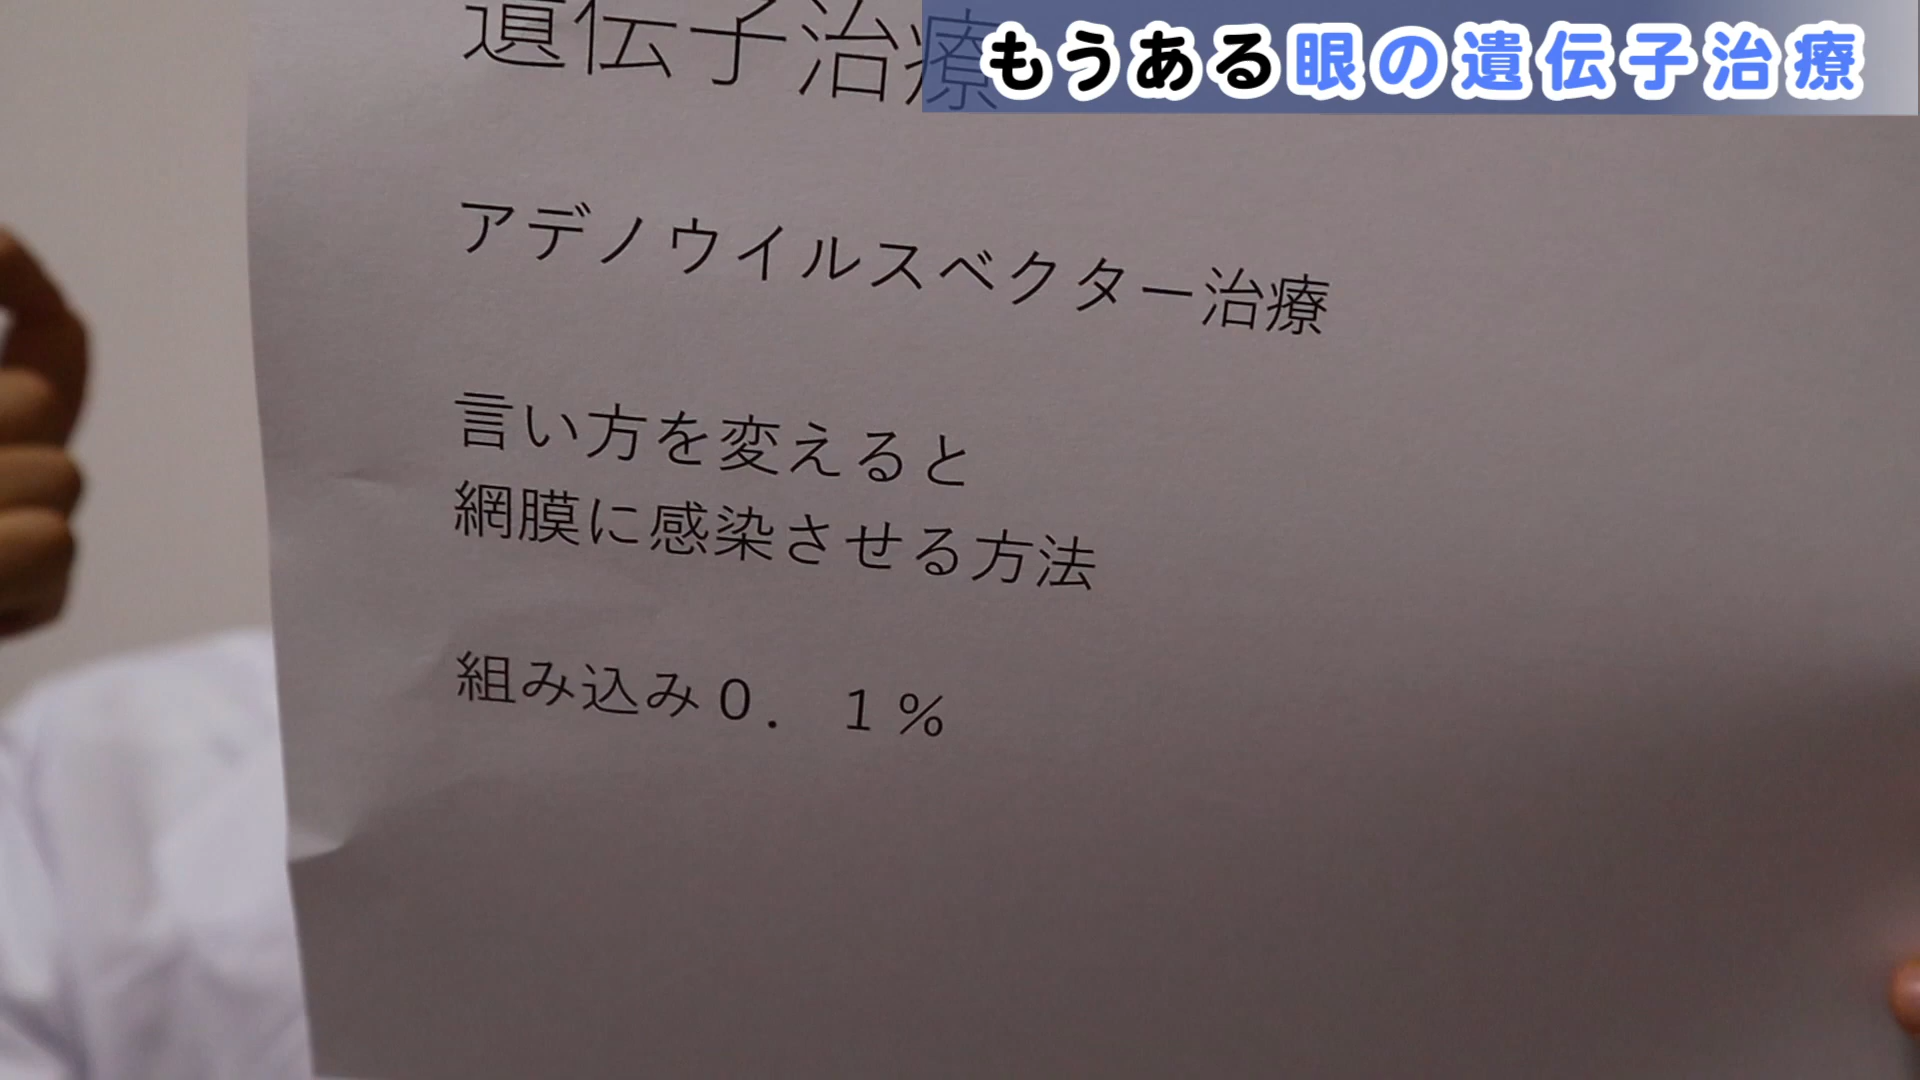 もうある眼の遺伝子治療
遺伝子治療
アデノウイルスベクター治療
言い方を変えると
網膜に感染させる方法
組み込み０．１％